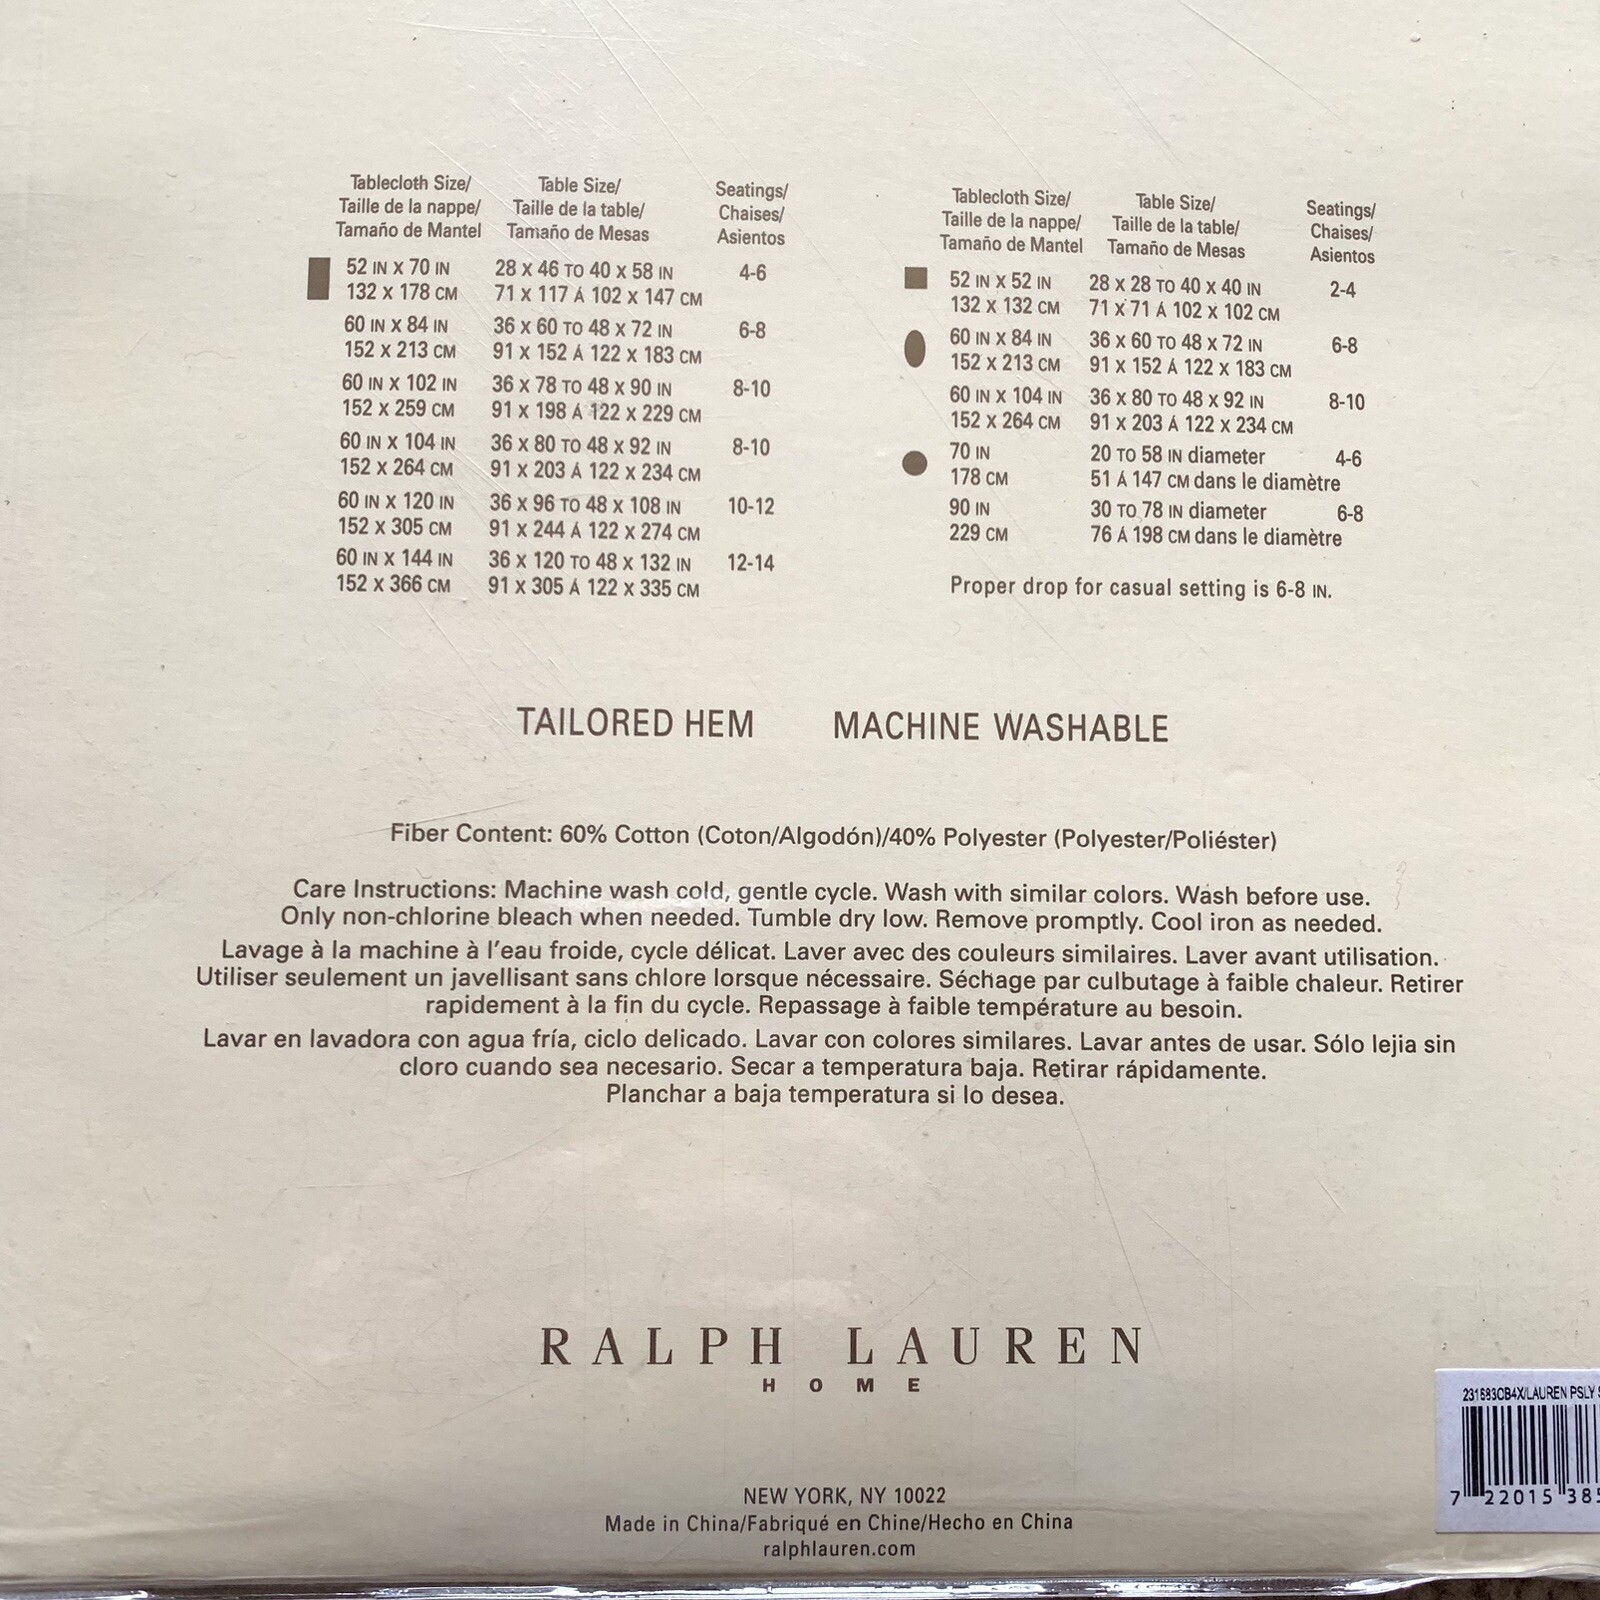 Tablecloth Size/ Table Size/ Seatings/
Taille de la nappe/ Taille de la table/ Chaises/
Tamaño de Mantel Tamaño de Mesas Asientos
52 IN X 70 IN 28 X 46 TO 40 X 58 IN 4-6
132 X 178 CM 71 X 117 Á 102 X 147 CM
60 IN X 84 IN 36 X 60 TO 48 X 72 IN 6-8
152 X 213 CM 91 X 152 Á 122 X 183 CM
60 IN X 102 IN 36 X 78 TO 48 X 90 IN 8-10
152 X 259 CM 91 X 198 Á 122 X 229 CM
60 IN X 104 IN 36 X 80 TO 48 X 92 IN 8-10
152 X 264 CM 91 X 203 Á 122 X 234 CM
60 IN X 120 IN 36 X 96 TO 48 X 108 IN 10-12
152 X 305 CM 91 X 244 Á 122 X 274 CM
60 IN X 144 IN 36 X 120 TO 48 X 132 IN 12-14
152 X 366 CM 91 X 305 Á 122 X 335 CM
Tablecloth Size/ Table Size/ Seatings/
Taille de la nappe/ Taille de la table/ Chaises/
Tamaño de Mantel Tamaño de Mesas Asientos
52 IN X 52 IN 28 X 28 TO 40 X 40 IN 2-4
132 X 132 CM 71 X 71 Á 102 X 102 CM
60 IN X 84 IN 36 X 60 TO 48 X 72 IN 6-8
152 X 213 CM 91 X 152 Á 122 X 183 CM
60 IN X 104 IN 36 X 80 TO 48 X 92 IN 8-10
152 X 264 CM 91 X 203 Á 122 X 234 CM
70 IN 20 TO 58 IN diameter 4-6
178 CM 51 Á 147 CM dans le diamètre
90 IN 30 TO 78 IN diameter 6-8
229 CM 76 Á 198 CM dans le diamètre
Proper drop for casual setting is 6-8 IN.
TAILORED HEM MACHINE WASHABLE
Fiber Content: 60% Cotton (Coton/Algodón)/40% Polyester (Polyester/Poliéster)
Care Instructions: Machine wash cold, gentle cycle. Wash with similar colors. Wash before use.
Only non-chlorine bleach when needed. Tumble dry low. Remove promptly. Cool iron as needed.
Lavage à la machine à l'eau froide, cycle délicat. Laver avec des couleurs similaires. Laver avant utilisation.
Utiliser seulement un javellisant sans chlore lorsque nécessaire. Séchage par culbutage à faible chaleur. Retirer
rapidement à la fin du cycle. Repassage à faible température au besoin.
Lavar en lavadora con agua fría, ciclo delicado. Lavar con colores similares. Lavar antes de usar. Sólo lejia sin
cloro cuando sea necesario. Secar a temperatura baja. Retirar rápidamente.
Planchar a baja temperatura si lo desea.
RALPH LAUREN
HOME
NEW YORK, NY 10022
Made in China/Fabriqué en Chine/Hecho en China
ralphlauren.com
231683OB4X/LAUREN PSLY
7 22015 385